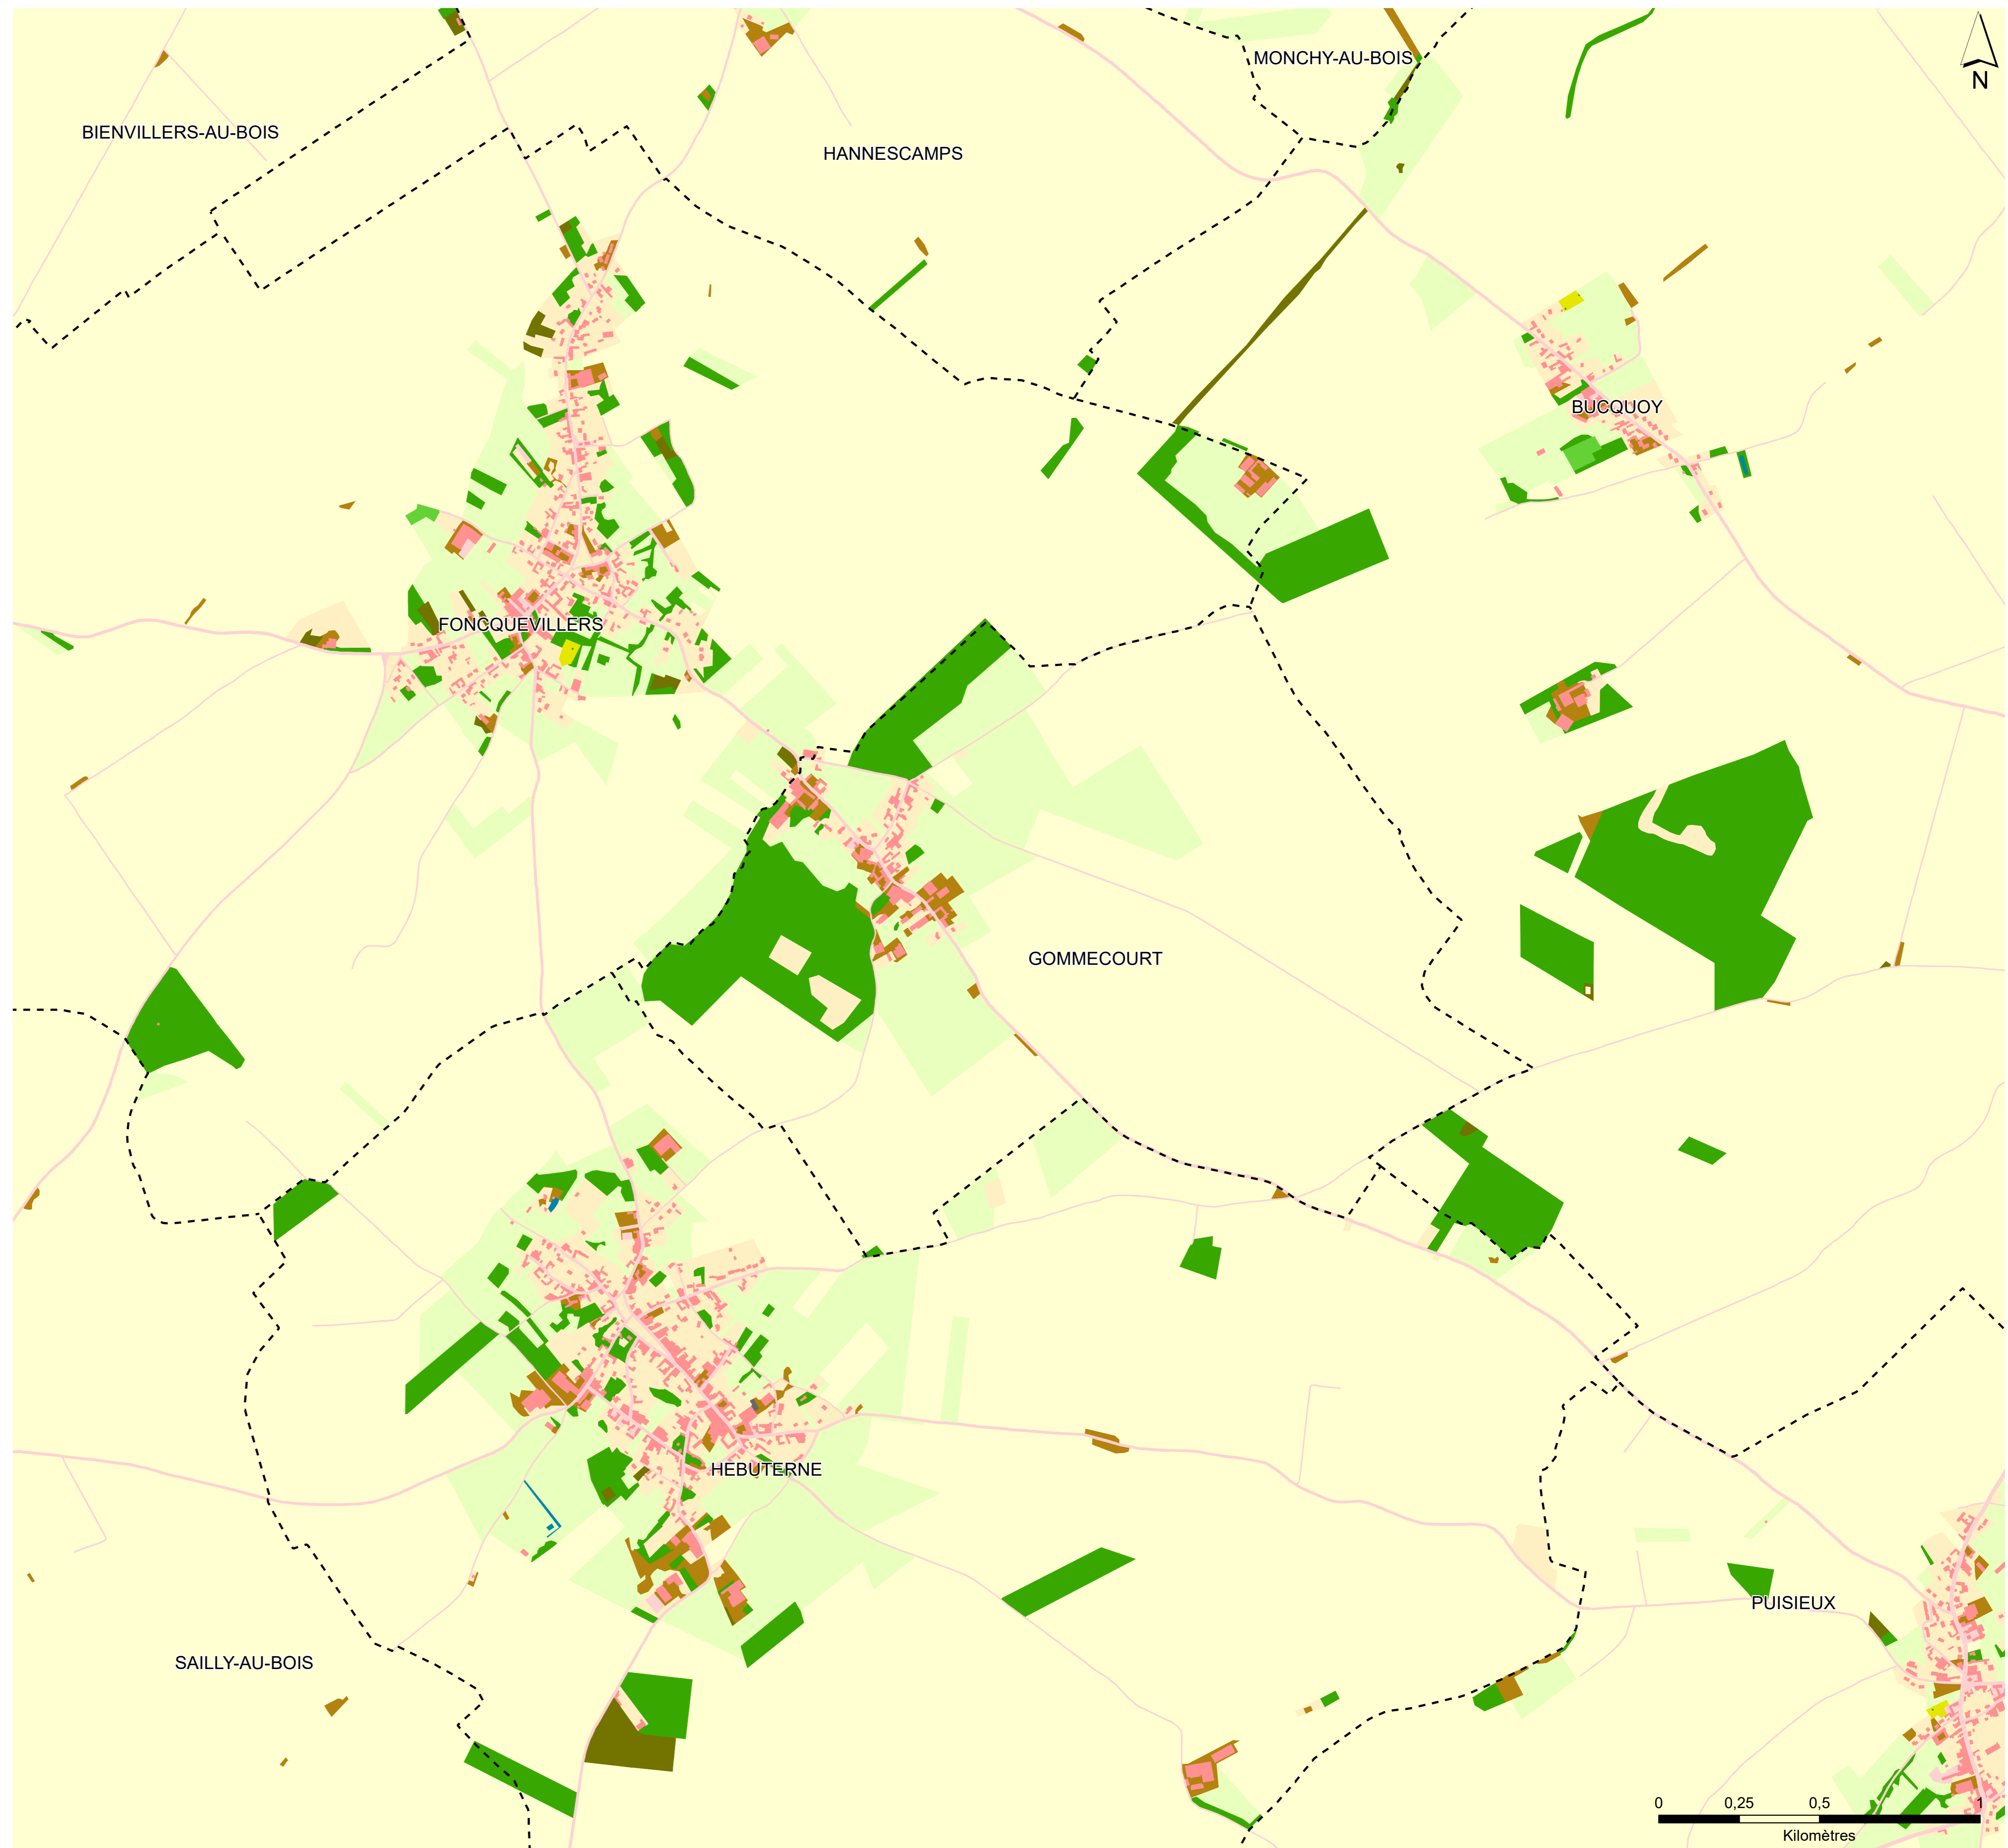 MONCHY-AU-BOIS
N
BIENVILLERS-AU-BOIS
HANNESCAMPS
BUCQUOY
FONCQUEVILLERS
GOMMECOURT
HEBUTERNE
PUISIEUX
SAILLY-AU-BOIS
0 0,25 0,5 1
Kilomètres